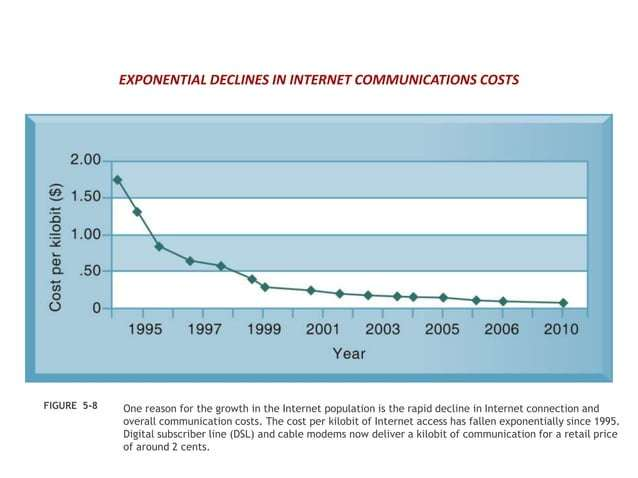 EXPONENTIAL DECLINES IN INTERNET COMMUNICATIONS COSTS
2.00
1.50
1.00
.50
0
Cost per kilobit ($)
1995 1997 1999 2001 2003 2005 2006 2010
Year
FIGURE 5-8
One reason for the growth in the Internet population is the rapid decline in Internet connection and
overall communication costs. The cost per kilobit of Internet access has fallen exponentially since 1995.
Digital subscriber line (DSL) and cable modems now deliver a kilobit of communication for a retail price
of around 2 cents.